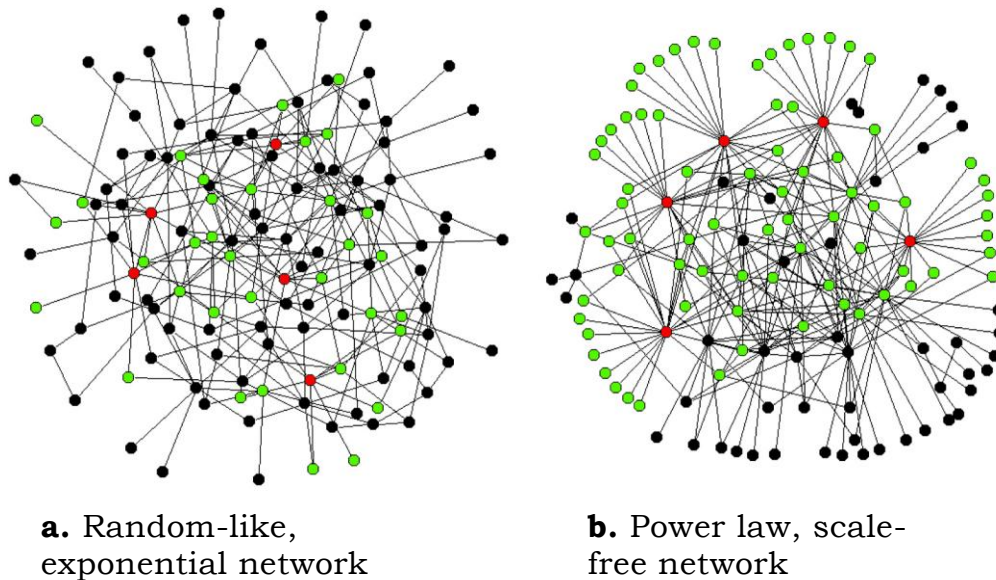 a. Random-like,
exponential network
b. Power law, scale-
free network